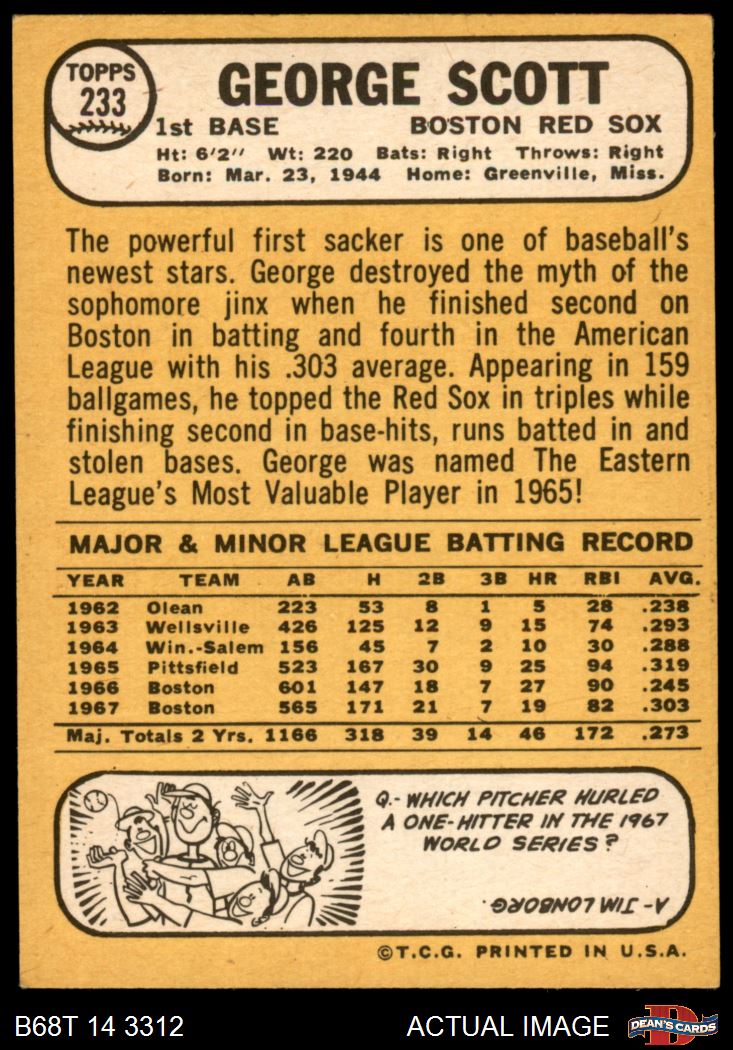 TOPPS
233
GEORGE SCOTT
1st BASE BOSTON RED SOX
Ht: 6'2" Wt: 220 Bats: Right Throws: Right
Born: Mar. 23, 1944 Home: Greenville, Miss.
The powerful first sacker is one of baseball's
newest stars. George destroyed the myth of the
sophomore jinx when he finished second on
Boston in batting and fourth in the American
League with his .303 average. Appearing in 159
ballgames, he topped the Red Sox in triples while
finishing second in base-hits, runs batted in and
stolen bases. George was named The Eastern
League's Most Valuable Player in 1965!
MAJOR & MINOR LEAGUE BATTING RECORD
YEAR TEAM AB H 2B 3B HR RBI AVG.
1962 Olean 223 53 8 1 5 28 .238
1963 Wellsville 426 125 12 9 15 74 .293
1964 Win.-Salem 156 45 7 2 10 30 .288
1965 Pittsfield 523 167 30 9 25 94 .319
1966 Boston 601 147 18 7 27 90 .245
1967 Boston 565 171 21 7 19 82 .303
Maj. Totals 2 Yrs. 1166 318 39 14 46 172 .273
Q.- WHICH PITCHER HURLED
A ONE-HITTER IN THE 1967
WORLD SERIES?
A- JIM LONBORG.
©T.C.G. PRINTED IN U.S.A.
B68T 14 3312 ACTUAL IMAGE D DEAN'S CARDS